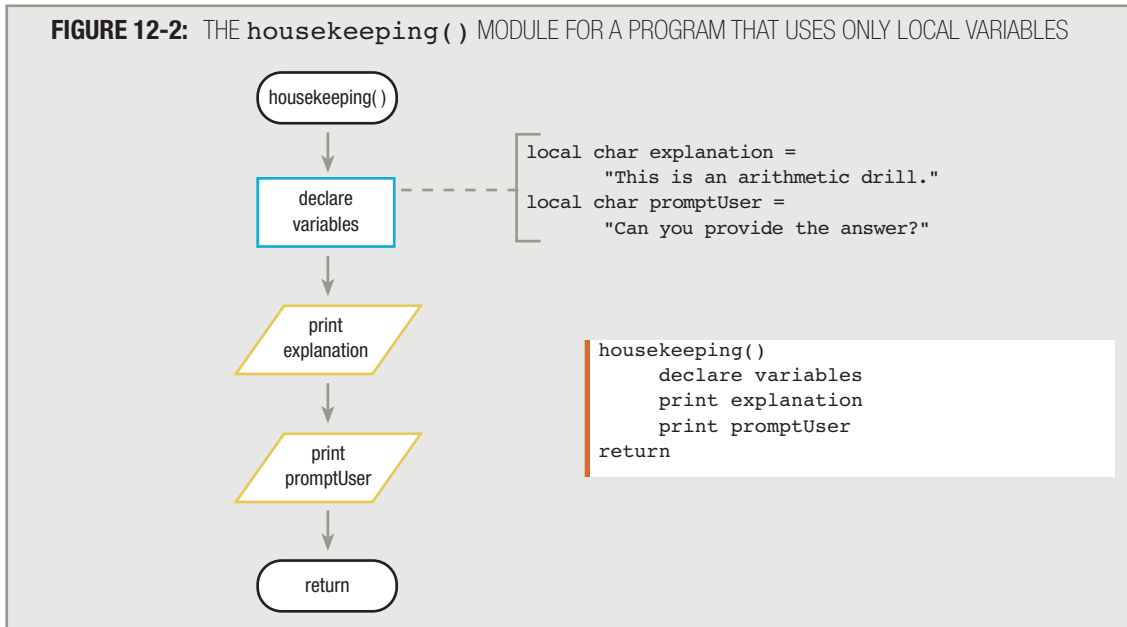 FIGURE 12-2: THE housekeeping() MODULE FOR A PROGRAM THAT USES ONLY LOCAL VARIABLES
housekeeping( )
declare
variables
local char explanation =
"This is an arithmetic drill."
local char promptUser =
"Can you provide the answer?"
print
explanation
print
promptUser
return
housekeeping()
declare variables
print explanation
print promptUser
return